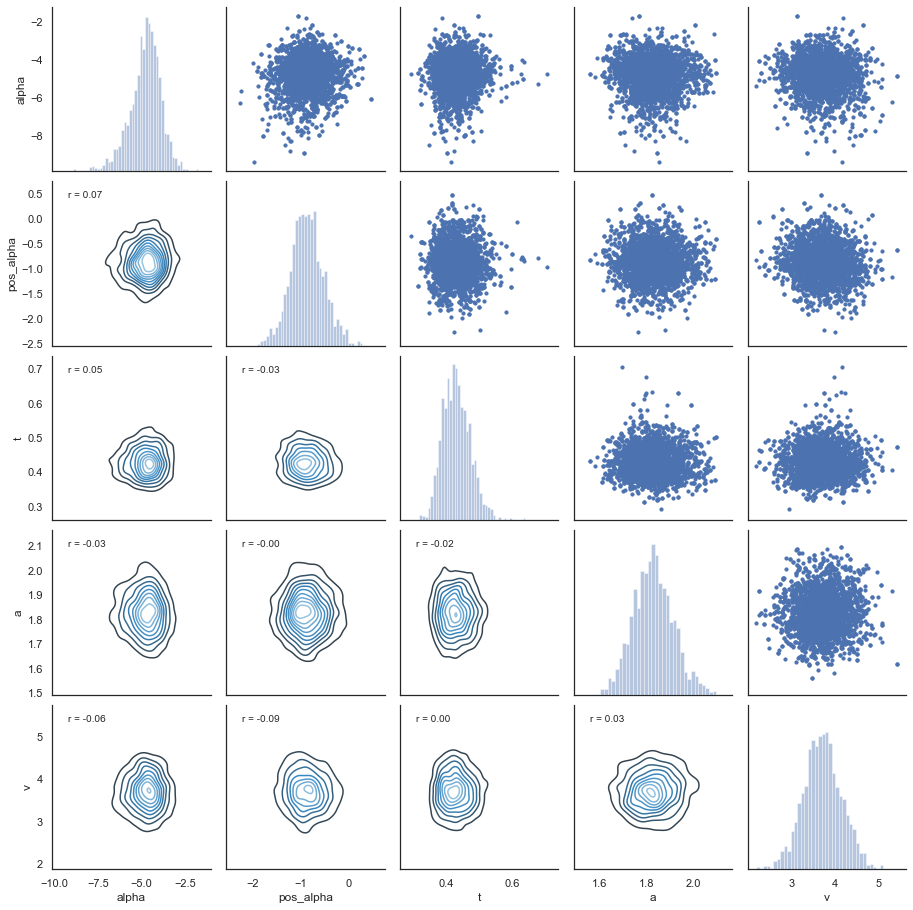 −2
−4
−6
−8
alpha
0.5
0.0
−0.5
−1.0
−1.5
−2.0
−2.5
pos_alpha
r = 0.07
0.7
0.6
0.5
0.4
0.3
t
r = 0.05
r = -0.03
2.1
2.0
1.9
1.8
1.7
1.6
1.5
a
r = -0.03
r = -0.00
r = -0.02
5
4
3
2
v
r = -0.06
r = -0.09
r = 0.00
r = 0.03
−10.0 −7.5 −5.0 −2.5
−2 −1 0
0.4 0.6
1.6 1.8 2.0
3 4 5
alpha pos_alpha t a v